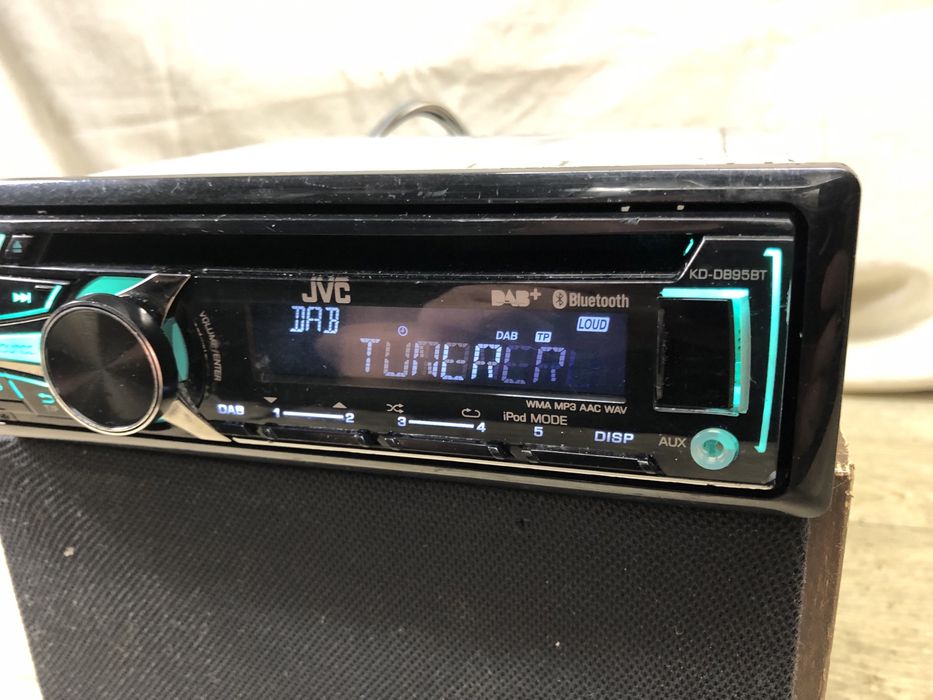 KD-DB95BT
JVC
DAB+
Bluetooth
DAB
LOUD
DAB TP
TUNER
VOLUME/ENTER
WMA MP3 AAC WAV
DAB 1 2 3 4
iPod MODE
5 DISP
AUX